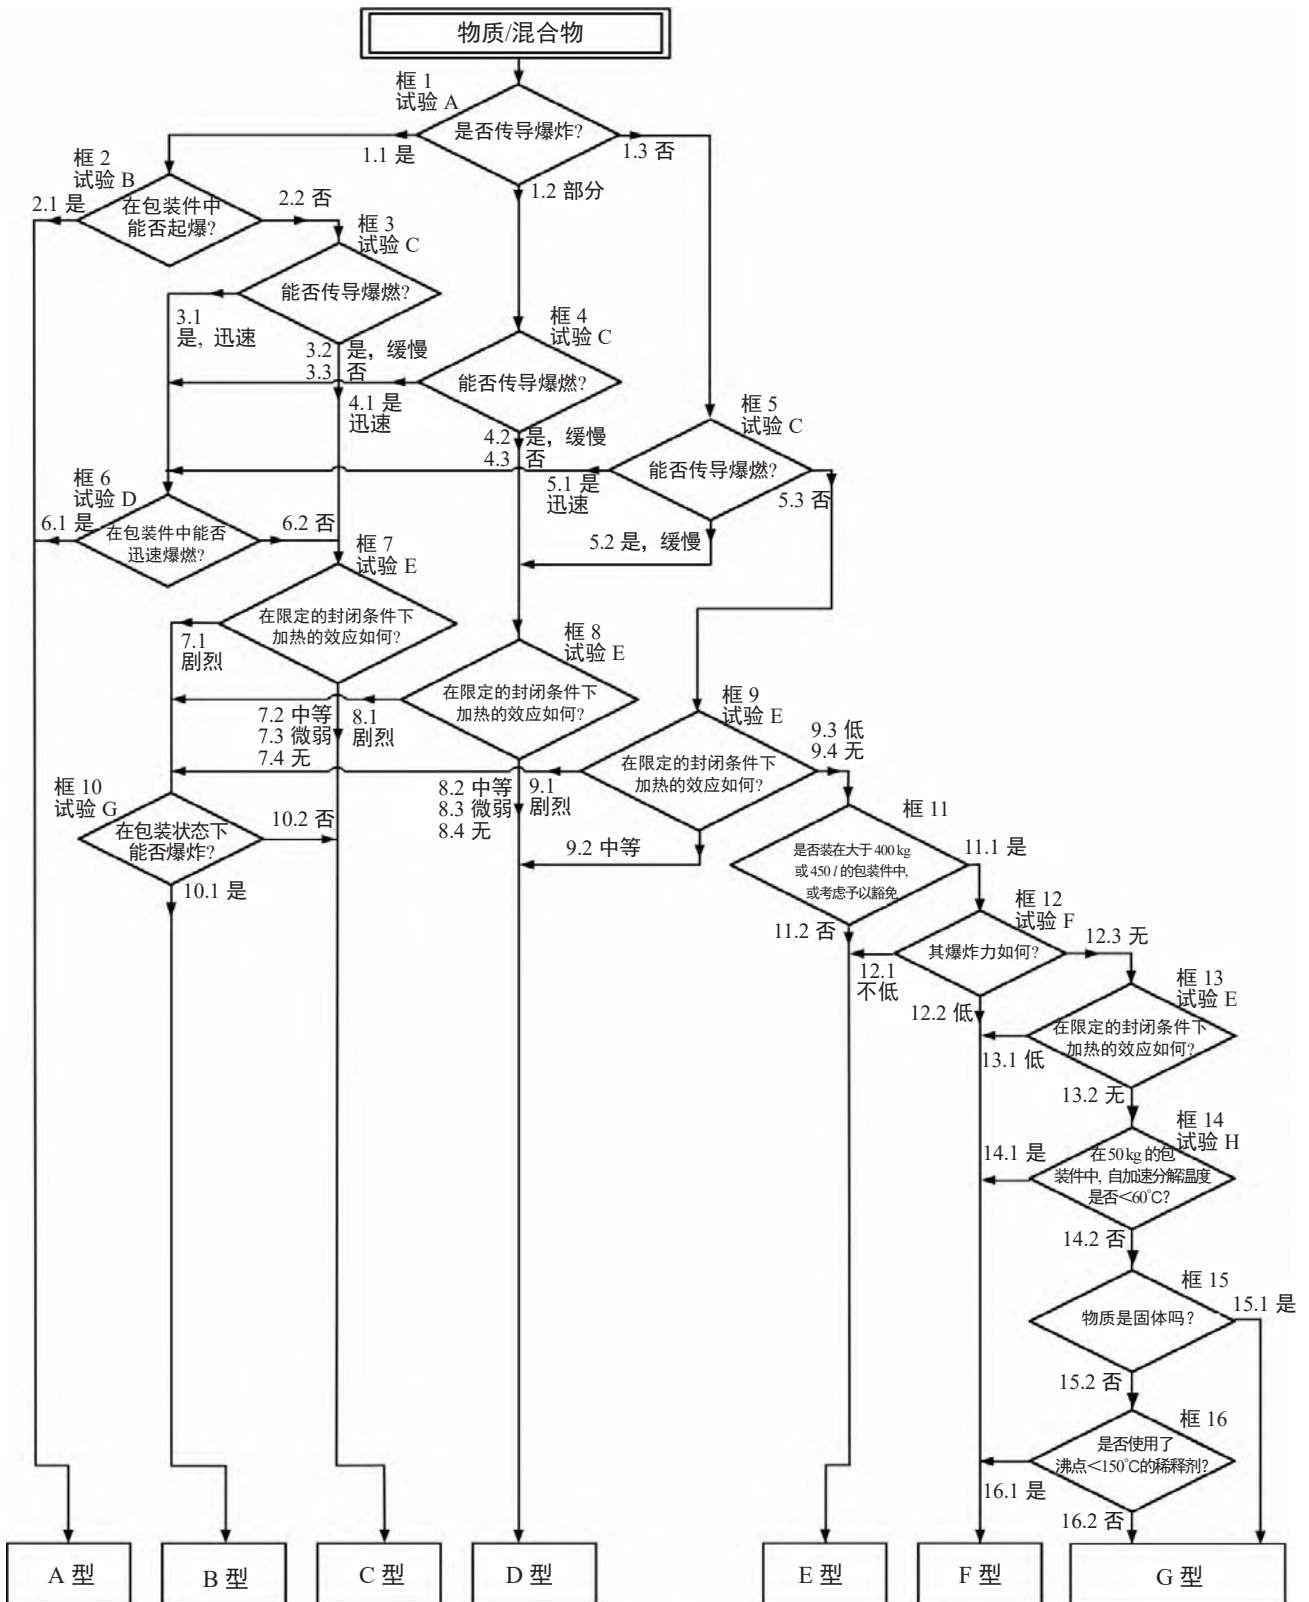 物质/混合物
框 1
试验 A
是否传导爆炸?
1.1 是
1.3 否
1.2 部分
框 2
试验 B
2.1 是
2.2 否
在包装件中
能否起爆?
框 3
试验 C
能否传导爆燃?
3.1
是, 迅速
3.2 是，缓慢
3.3 否
框 4
试验 C
能否传导爆燃?
4.1 是
迅速
4.2 是，缓慢
4.3 否
框 5
试验 C
能否传导爆燃?
5.1 是
迅速
5.3 否
5.2 是，缓慢
框 6
试验 D
6.1 是
6.2 否
在包装件中能否
迅速爆燃?
框 7
试验 E
在限定的封闭条件下
加热的效应如何?
7.1
剧烈
7.2 中等
7.3 微弱
7.4 无
框 8
试验 E
在限定的封闭条件下
加热的效应如何?
8.1
剧烈
8.2 中等
8.3 微弱
8.4 无
框 9
试验 E
9.3 低
9.4 无
在限定的封闭条件下
加热的效应如何?
9.1
剧烈
9.2 中等
框 10
试验 G
10.2 否
在包装状态下
能否爆炸?
10.1 是
框 11
11.1 是
是否装在大于 400 kg
或 450 l 的包装件中,
或考虑予以豁免
11.2 否
框 12
试验 F
12.3 无
其爆炸力如何?
12.1
不低
12.2 低
框 13
试验 E
在限定的封闭条件下
加热的效应如何?
13.1 低
13.2 无
框 14
试验 H
14.1 是
在 50 kg 的包
装件中, 自加速分解温度
是否＜60℃?
14.2 否
框 15
15.1 是
物质是固体吗?
15.2 否
框 16
是否使用了
沸点＜150℃的稀释剂?
16.1 是
16.2 否
A 型
B 型
C 型
D 型
E 型
F 型
G 型